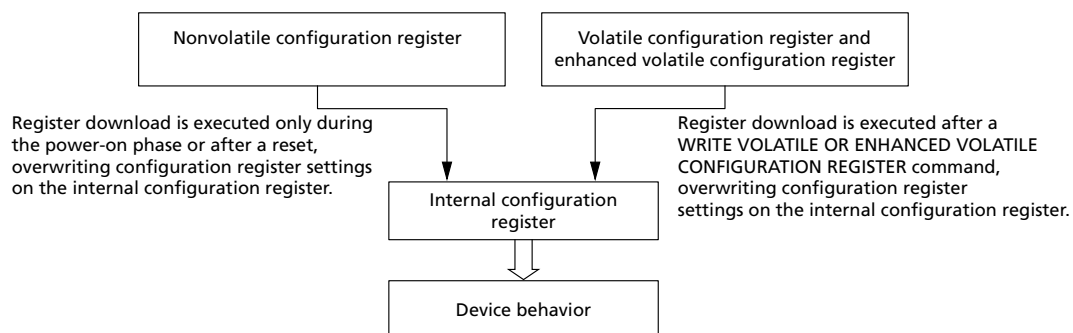 Nonvolatile configuration register
Volatile configuration register and
enhanced volatile configuration register
Register download is executed only during
the power-on phase or after a reset,
overwriting configuration register settings
on the internal configuration register.
Register download is executed after a
WRITE VOLATILE OR ENHANCED VOLATILE
CONFIGURATION REGISTER command,
overwriting configuration register
settings on the internal configuration register.
Internal configuration
register
Device behavior